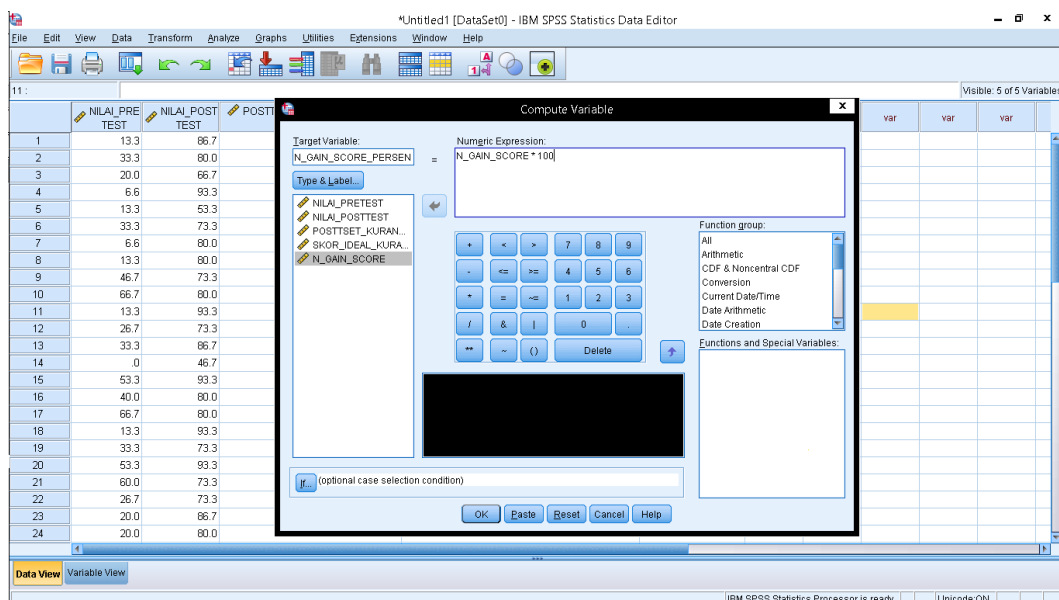 *Untitled1 [DataSet0] - IBM SPSS Statistics Data Editor
File Edit View Data Transform Analyze Graphs Utilities Extensions Window Help
11 :
Visible: 5 of 5 Variables
NILAI_PRETEST NILAI_POSTTEST POSTT var var var
1 13.3 86.7
2 33.3 80.0
3 20.0 66.7
4 6.6 93.3
5 13.3 53.3
6 33.3 73.3
7 6.6 80.0
8 13.3 80.0
9 46.7 73.3
10 66.7 80.0
11 13.3 93.3
12 26.7 73.3
13 33.3 86.7
14 .0 46.7
15 53.3 93.3
16 40.0 80.0
17 66.7 80.0
18 13.3 93.3
19 33.3 73.3
20 53.3 93.3
21 60.0 73.3
22 26.7 73.3
23 20.0 86.7
24 20.0 80.0
Compute Variable
x
Target Variable:
N_GAIN_SCORE_PERSEN
=
Numeric Expression:
N_GAIN_SCORE * 100
Type & Label...
NILAI_PRETEST
NILAI_POSTTEST
POSTTSET_KURAN...
SKOR_IDEAL_KURA...
N_GAIN_SCORE
+ < > 7 8 9
- <= >= 4 5 6
* = ~= 1 2 3
/ & | 0 .
** ~ () Delete
Function group:
All
Arithmetic
CDF & Noncentral CDF
Conversion
Current Date/Time
Date Arithmetic
Date Creation
Functions and Special Variables:
If... (optional case selection condition)
OK Paste Reset Cancel Help
Data View Variable View
IBM SPSS Statistics Processor is ready Unicode:ON